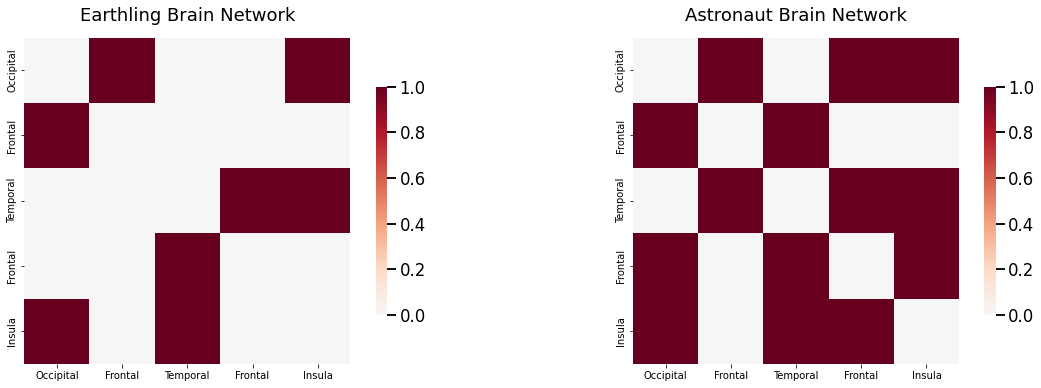 Earthling Brain Network
Occipital
Frontal
Temporal
Frontal
Insula
Occipital Frontal Temporal Frontal Insula
1.0
0.8
0.6
0.4
0.2
0.0
Astronaut Brain Network
Occipital
Frontal
Temporal
Frontal
Insula
Occipital Frontal Temporal Frontal Insula
1.0
0.8
0.6
0.4
0.2
0.0